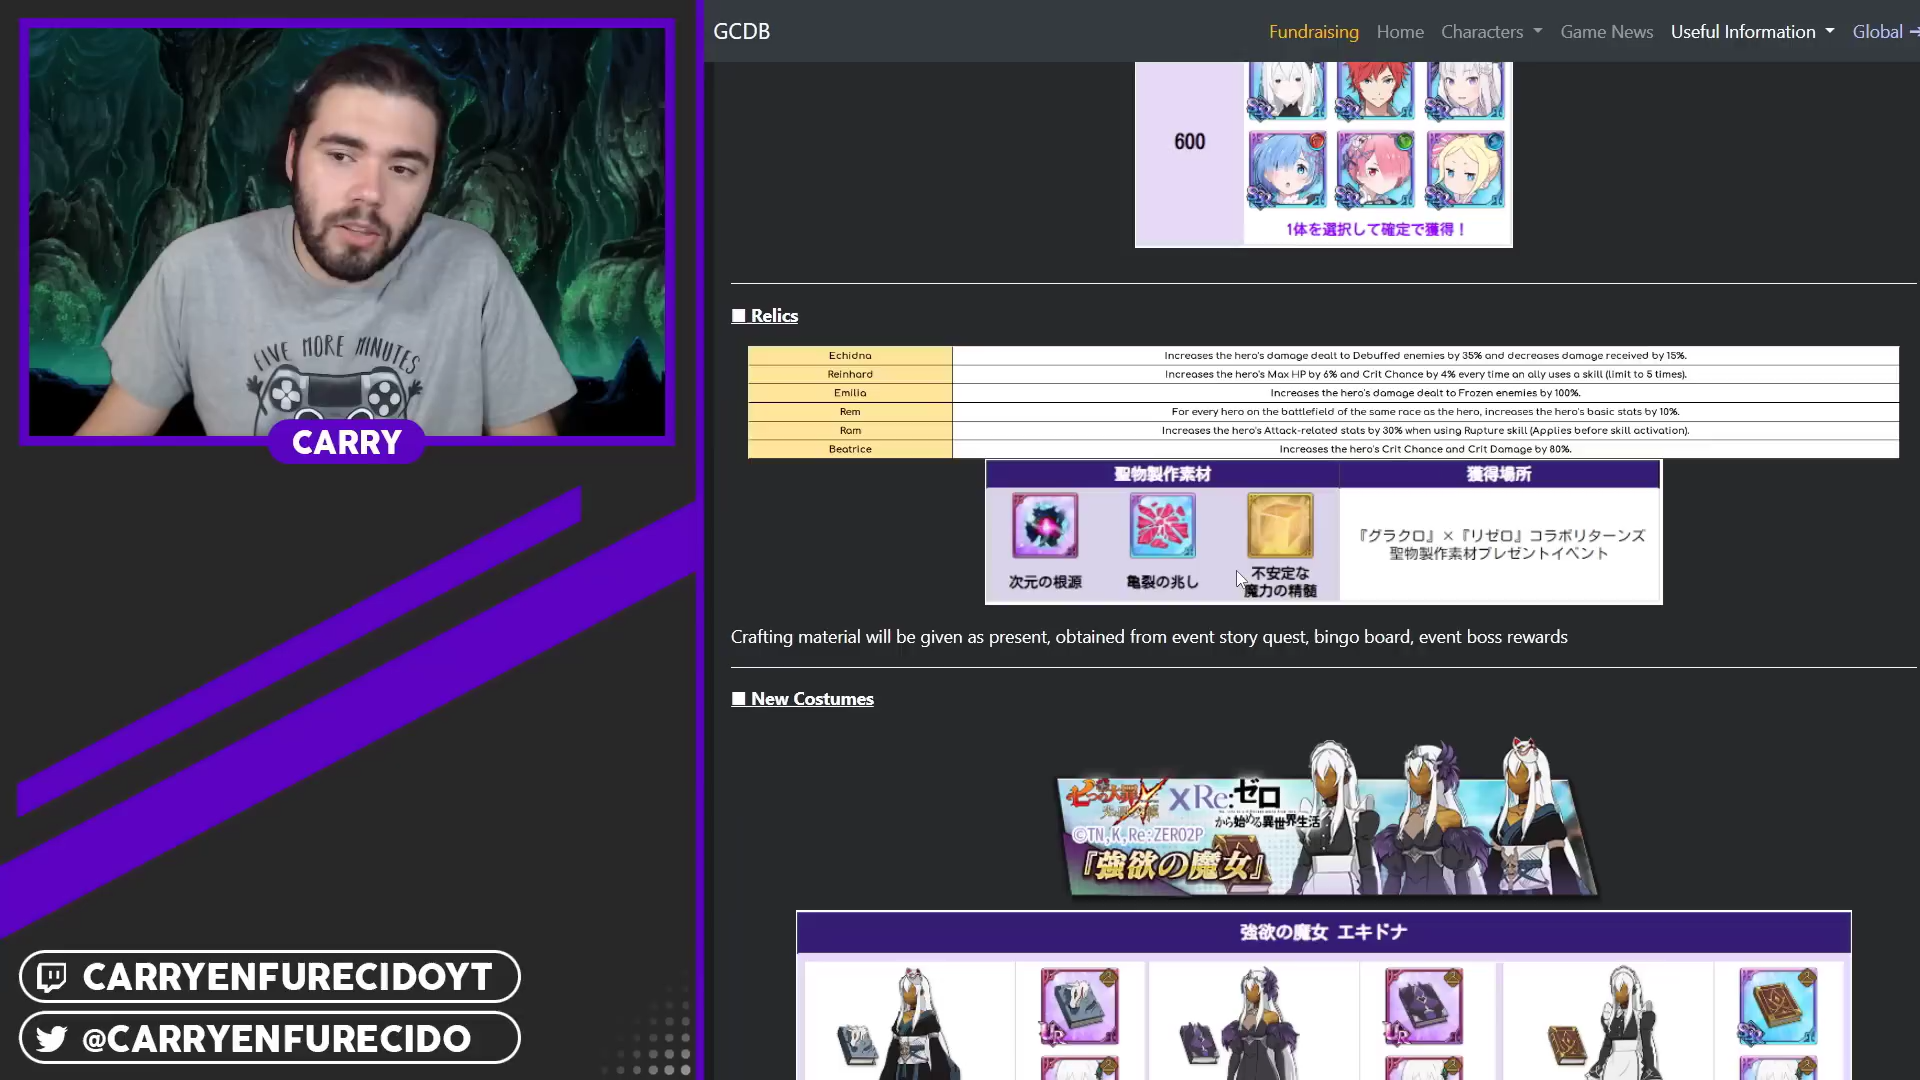 GCDB
Fundraising Home Characters Game News Useful Information Global
600
1体を選択して確定で獲得！
■ Relics
Echidna Increases the hero's damage dealt to Debuffed enemies by 35% and decreases damage received by 15%.
Reinhard Increases the hero's Max HP by 6% and Crit Chance by 4% every time an ally uses a skill (limit to 5 times).
Emilia Increases the hero's damage dealt to Frozen enemies by 100%.
Rem For every hero on the battlefield of the same race as the hero, increases the hero's basic stats by 10%.
Ram Increases the hero's Attack-related stats by 30% when using Rupture skill (Applies before skill activation).
Beatrice Increases the hero's Crit Chance and Crit Damage by 80%.
聖物製作素材 獲得場所
次元の根源 亀裂の兆し 不安定な
魔力の精髄
『グラクロ』×『リゼロ』コラボリターンズ
聖物製作素材プレゼントイベント
Crafting material will be given as present, obtained from event story quest, bingo board, event boss rewards
■ New Costumes
七つの大罪 X Re:ゼロ
から始める異世界生活
©TN,K,Re:ZERO2P
『強欲の魔女』
強欲の魔女 エキドナ
UR UR SSR
FIVE MORE MINUTES
CARRY
CARRYENFURECIDOYT
@CARRYENFURECIDO